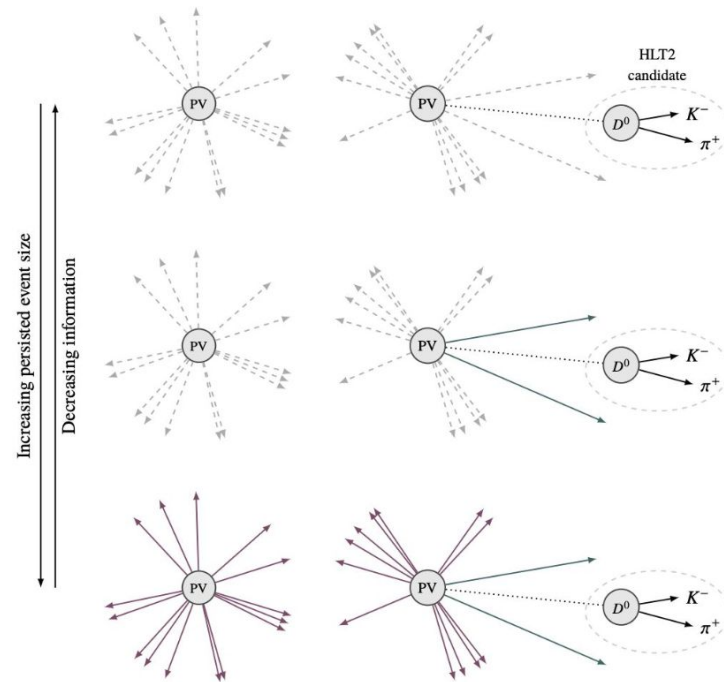 HLT2
candidate
PV
PV
D⁰
K⁻
π⁺
Increasing persisted event size
Decreasing information
PV
PV
D⁰
K⁻
π⁺
PV
PV
D⁰
K⁻
π⁺